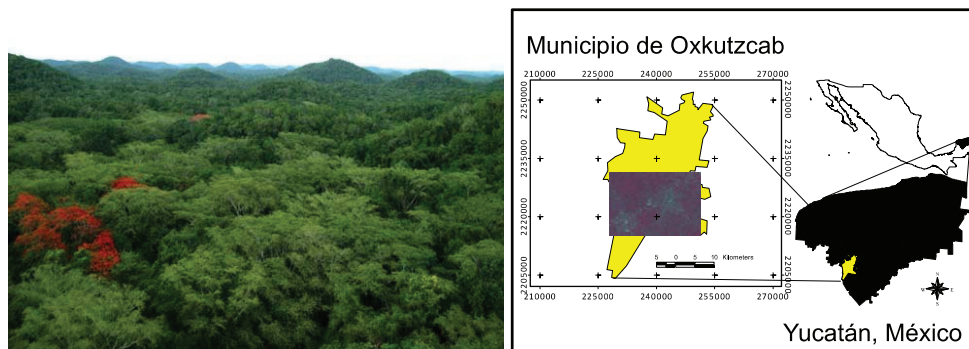 Municipio de Oxkutzcab
210000 225000 240000 255000 270000
2250000 2250000
2235000 2235000
2220000 2220000
5 0 5 10 Kilometers
2205000 2205000
210000 225000 240000 255000 270000
N
W E
S
Yucatán, México